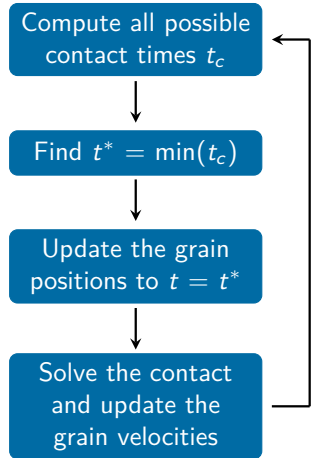 Compute all possible
contact times $t_c$
Find $t^* = \min(t_c)$
Update the grain
positions to $t = t^*$
Solve the contact
and update the
grain velocities